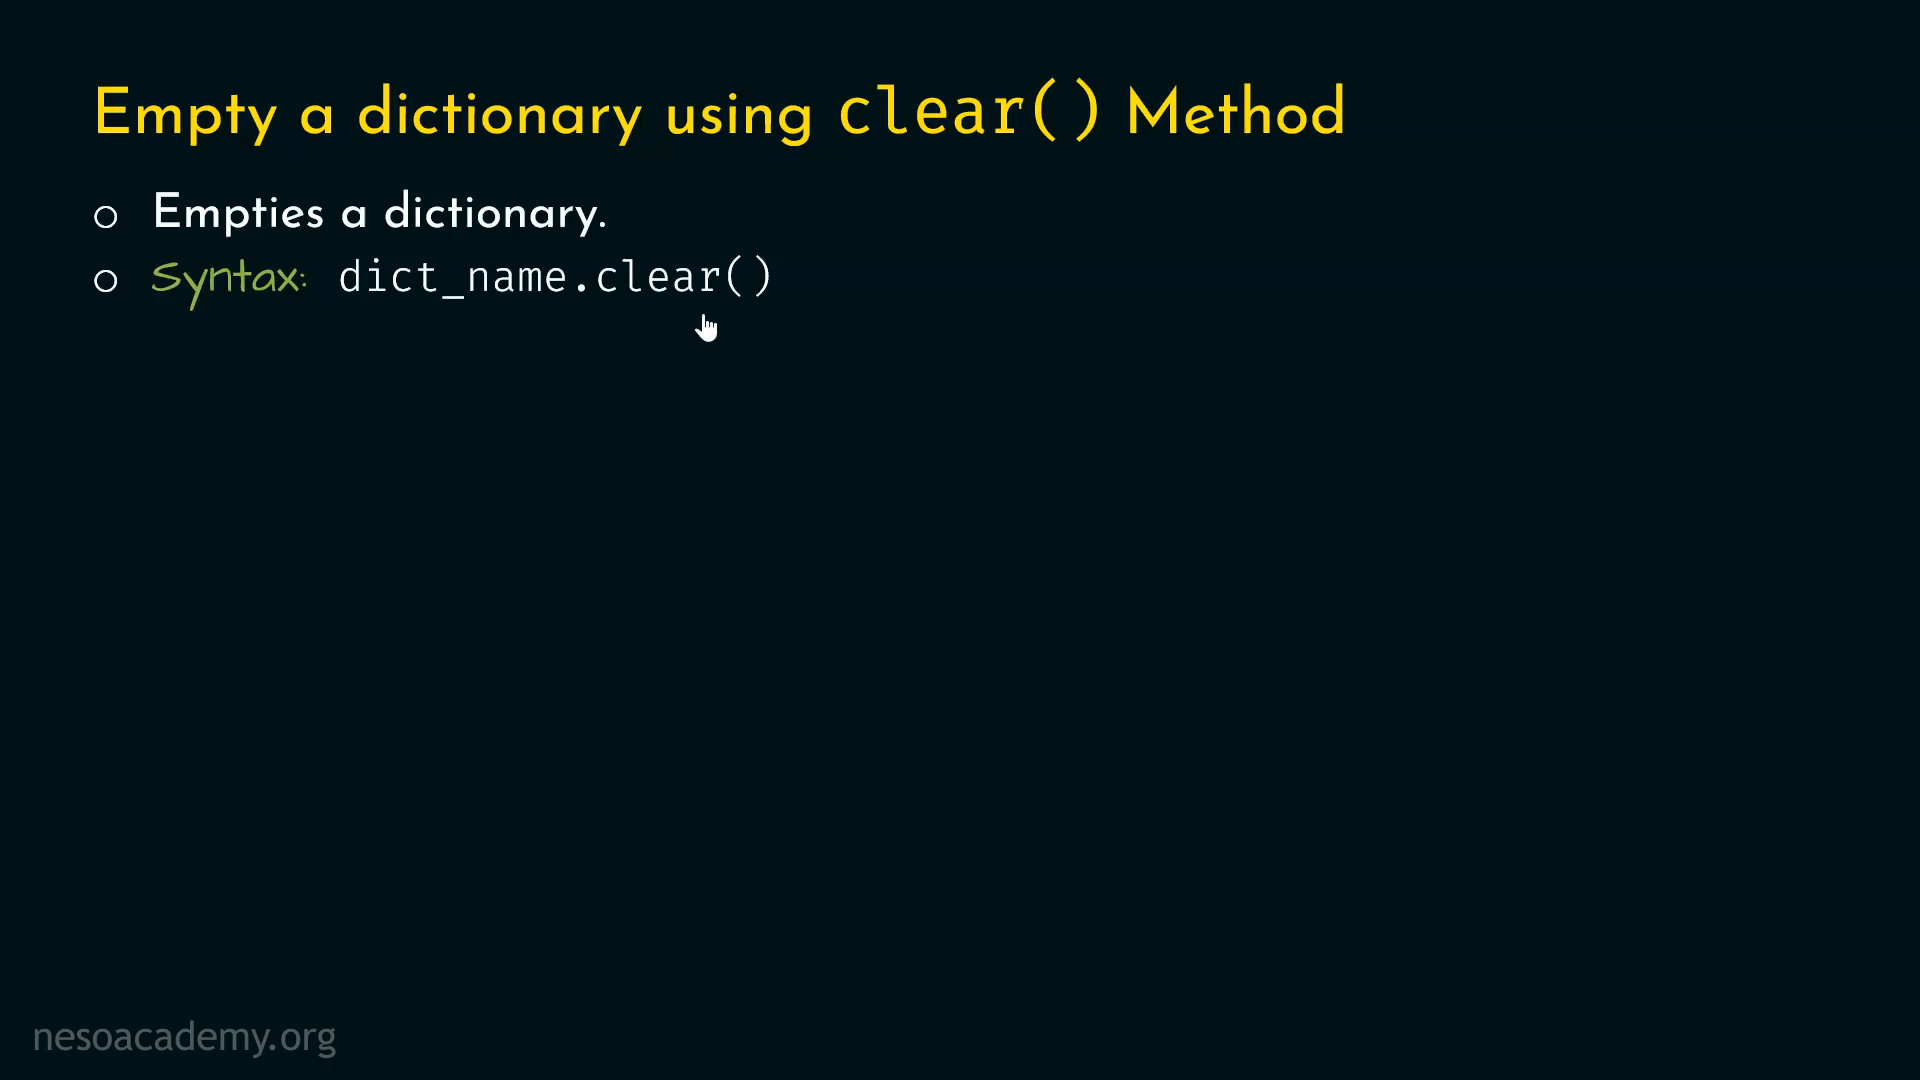 Empty a dictionary using clear() Method
○ Empties a dictionary.
○ Syntax: dict_name.clear()
nesoacademy.org